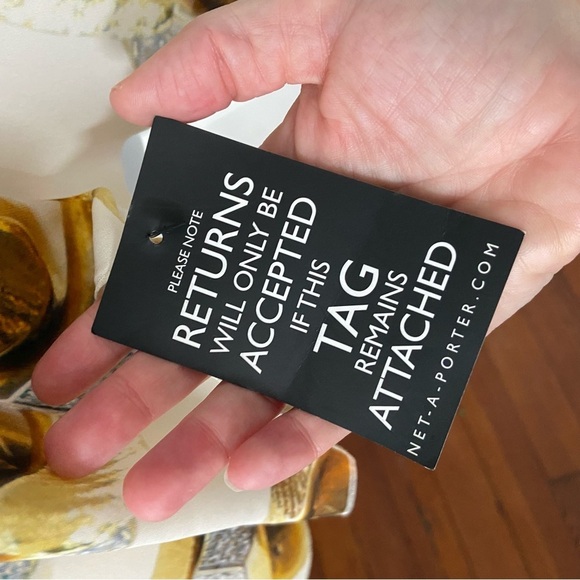 PLEASE NOTE
RETURNS
WILL ONLY BE
ACCEPTED
IF THIS
TAG
REMAINS
ATTACHED
NET-A-PORTER.COM